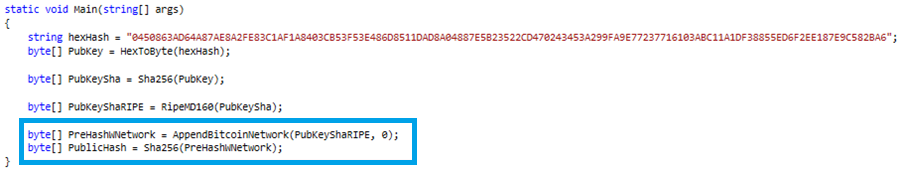 static void Main(string[] args)
{
string hexHash = "0450863AD64A87AE8A2FE83C1AF1A8403CB53F53E486D8511DAD8A04887E5B23522CD470243453A299FA9E77237716103ABC11A1DF38855ED6F2EE187E9C582BA6";
byte[] PubKey = HexToByte(hexHash);
byte[] PubKeySha = Sha256(PubKey);
byte[] PubKeyShaRIPE = RipeMD160(PubKeySha);
byte[] PreHashWNetwork = AppendBitcoinNetwork(PubKeyShaRIPE, 0);
byte[] PublicHash = Sha256(PreHashWNetwork);
}